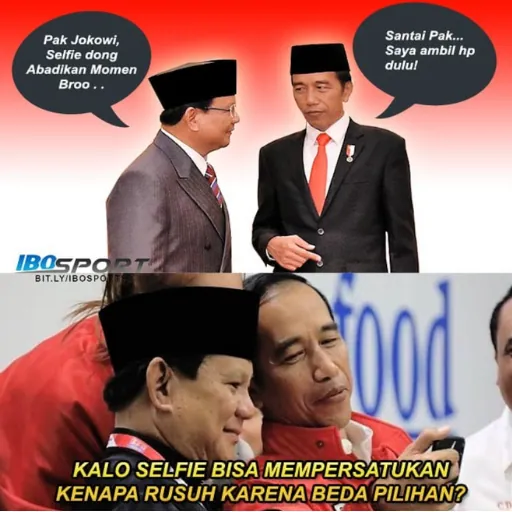 Pak Jokowi,
Selfie dong
Abadikan Momen
Broo . .
Santai Pak...
Saya ambil hp
dulu!
IBOSPORT
BIT.LY/IBOSPORT
food
KALO SELFIE BISA MEMPERSATUKAN
KENAPA RUSUH KARENA BEDA PILIHAN?